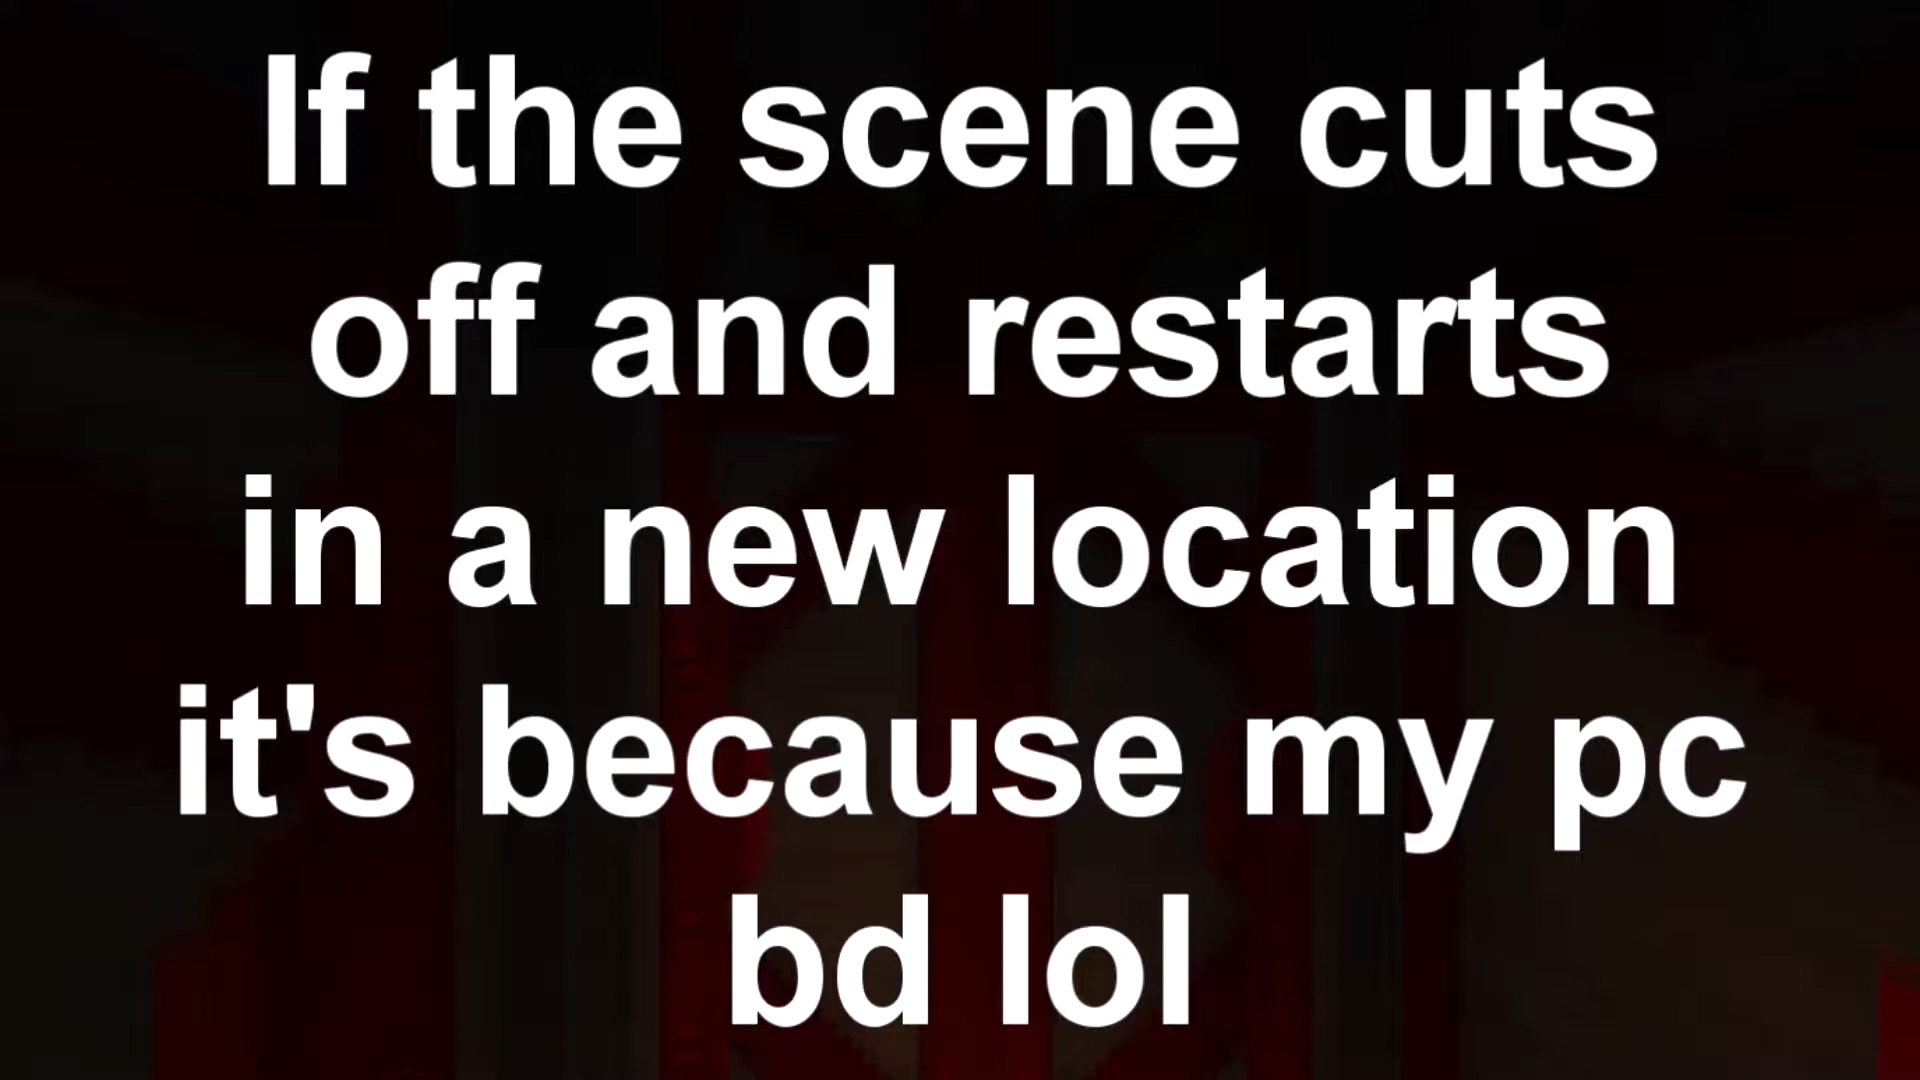 If the scene cuts
off and restarts
in a new location
it's because my pc
bd lol